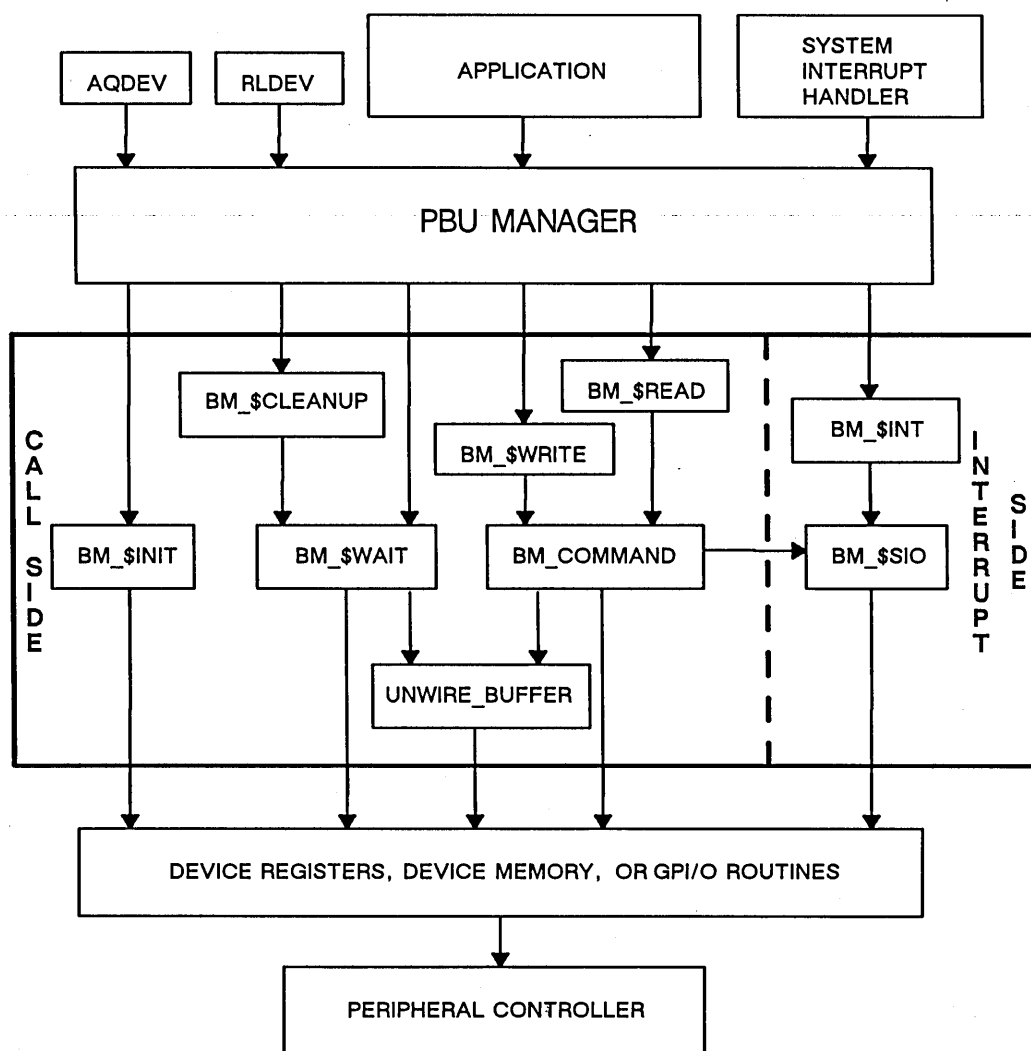 AQDEV
RLDEV
APPLICATION
SYSTEM
INTERRUPT
HANDLER
PBU MANAGER
CALL SIDE
BM_$CLEANUP
BM_$READ
BM_$WRITE
BM_$INT
BM_$INIT
BM_$WAIT
BM_COMMAND
BM_$SIO
INTERRUPT
SIDE
UNWIRE_BUFFER
DEVICE REGISTERS, DEVICE MEMORY, OR GPI/O ROUTINES
PERIPHERAL CONTROLLER